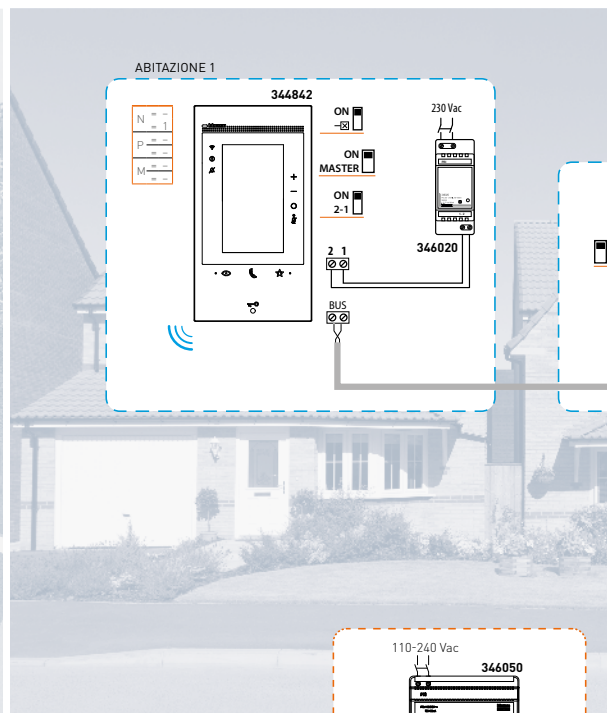 ABITAZIONE 1
344842
N – –
= 1
P – –
– –
M – –
– –
ON
ON
MASTER
ON
2-1
230 Vac
346020
2 1
BUS
110-240 Vac
346050